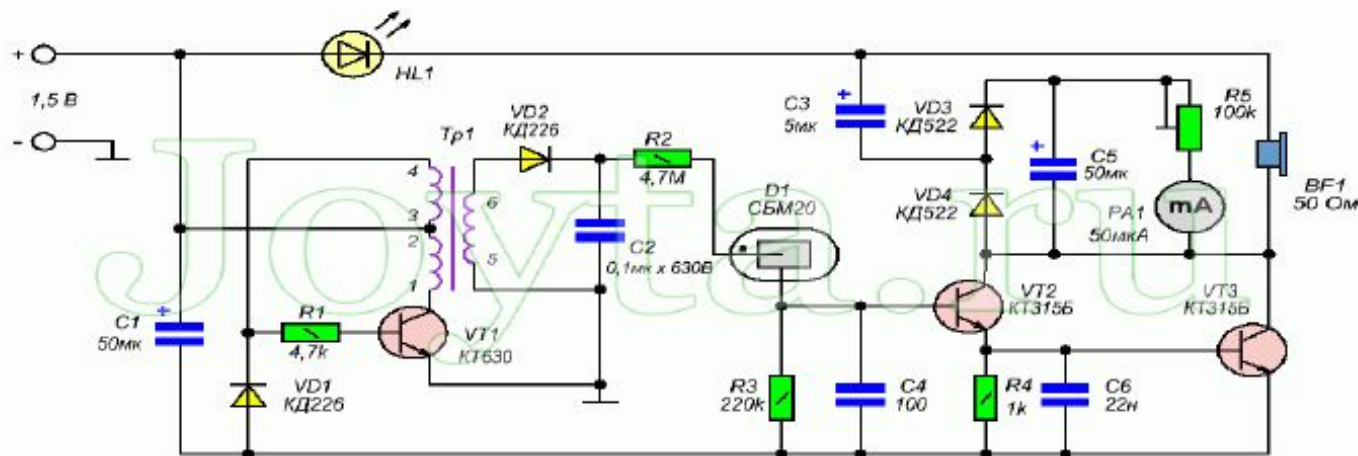 +
1,5 В
-
HL1
C1
50мк
4
3
2
1
Тр1
6
5
VD1
КД226
R1
4,7k
VT1
КТ630
VD2
КД226
C2
0,1мк x 630В
R2
4,7М
D1
СБМ20
R3
220k
C4
100
+
C3
5мк
VD3
КД522
VD4
КД522
+
C5
50мк
R5
100k
mA
PA1
50мкА
BF1
50 Ом
VT2
КТ315Б
R4
1k
C6
22н
VT3
КТ315Б
+
Joyta.ru